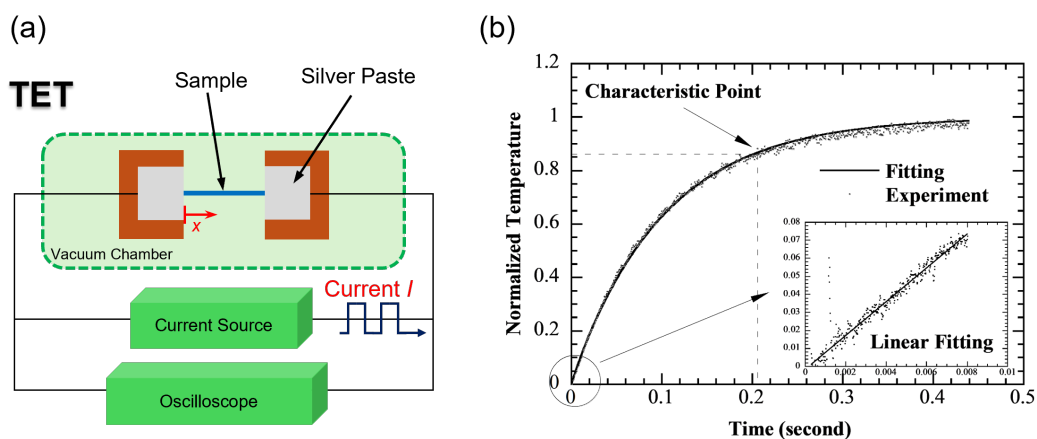 (a)
TET
Sample
Silver Paste
x
Vacuum Chamber
Current I
Current Source
Oscilloscope
(b)
Normalized Temperature
1.2
1
0.8
0.6
0.4
0.2
0
Characteristic Point
Fitting
Experiment
0.08
0.07
0.06
0.05
0.04
0.03
0.02
0.01
0
Linear Fitting
0 0.002 0.004 0.006 0.008 0.01
0 0.1 0.2 0.3 0.4 0.5
Time (second)